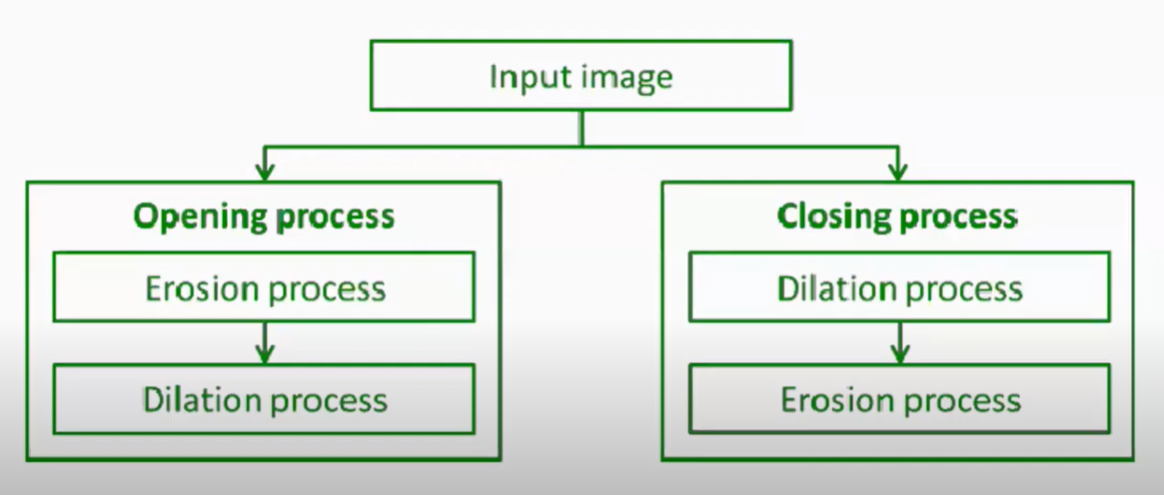 Input image
Opening process
Erosion process
Dilation process
Closing process
Dilation process
Erosion process